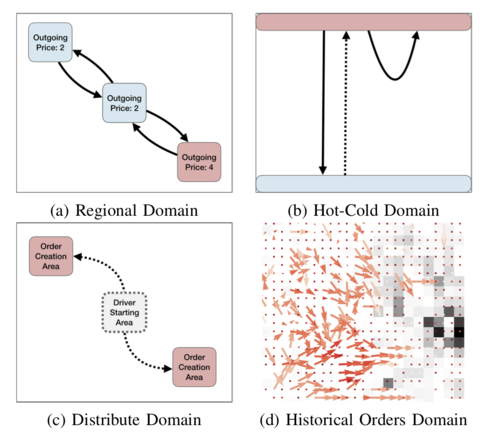 Outgoing
Price: 2
Outgoing
Price: 2
Outgoing
Price: 4
(a) Regional Domain
(b) Hot-Cold Domain
Order
Creation
Area
Driver
Starting
Area
Order
Creation
Area
(c) Distribute Domain
(d) Historical Orders Domain